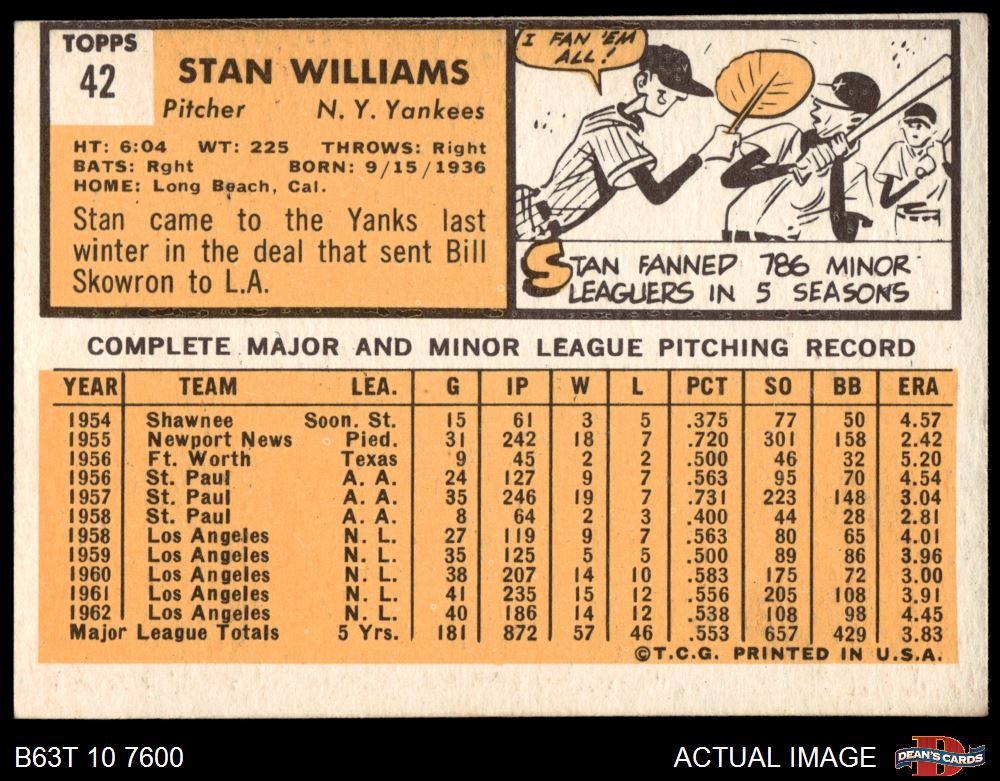 TOPPS
42
STAN WILLIAMS
Pitcher N. Y. Yankees
HT: 6:04 WT: 225 THROWS: Right
BATS: Rght BORN: 9/15/1936
HOME: Long Beach, Cal.
Stan came to the Yanks last
winter in the deal that sent Bill
Skowron to L.A.
I FAN 'EM
ALL!
STAN FANNED 786 MINOR
LEAGUERS IN 5 SEASONS
COMPLETE MAJOR AND MINOR LEAGUE PITCHING RECORD
YEAR TEAM LEA. G IP W L PCT SO BB ERA
1954 Shawnee Soon. St. 15 61 3 5 .375 77 50 4.57
1955 Newport News Pied. 31 242 18 7 .720 301 158 2.42
1956 Ft. Worth Texas 9 45 2 2 .500 46 32 5.20
1956 St. Paul A. A. 24 127 9 7 .563 95 70 4.54
1957 St. Paul A. A. 35 246 19 7 .731 223 148 3.04
1958 St. Paul A. A. 8 64 2 3 .400 44 28 2.81
1958 Los Angeles N. L. 27 119 9 7 .563 80 65 4.01
1959 Los Angeles N. L. 35 125 5 5 .500 89 86 3.96
1960 Los Angeles N. L. 38 207 14 10 .583 175 72 3.00
1961 Los Angeles N. L. 41 235 15 12 .556 205 108 3.91
1962 Los Angeles N. L. 40 186 14 12 .538 108 98 4.45
Major League Totals 5 Yrs. 181 872 57 46 .553 657 429 3.83
©T.C.G. PRINTED IN U.S.A.
B63T 10 7600 ACTUAL IMAGE
D
DEAN'S CARDS